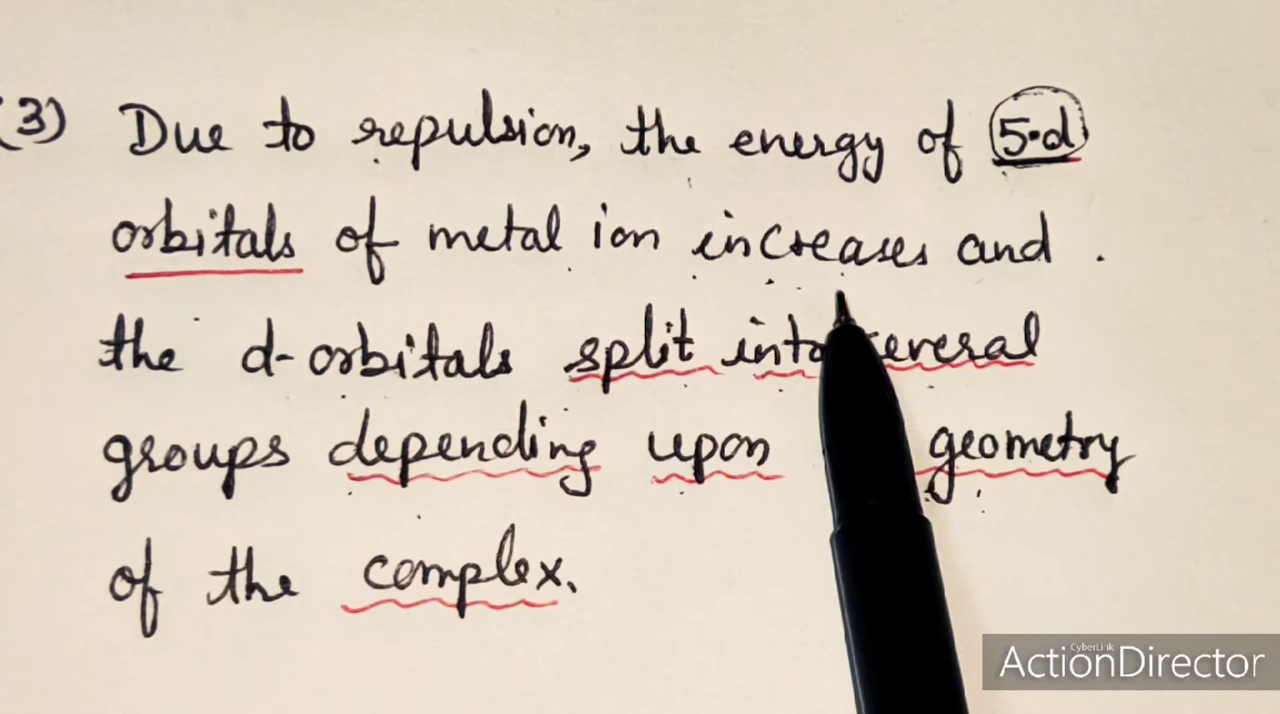 (3) Due to repulsion, the energy of 5-d
orbitals of metal ion increases and
the d-orbitals split into several
groups depending upon geometry
of the complex.
CyberLink
ActionDirector